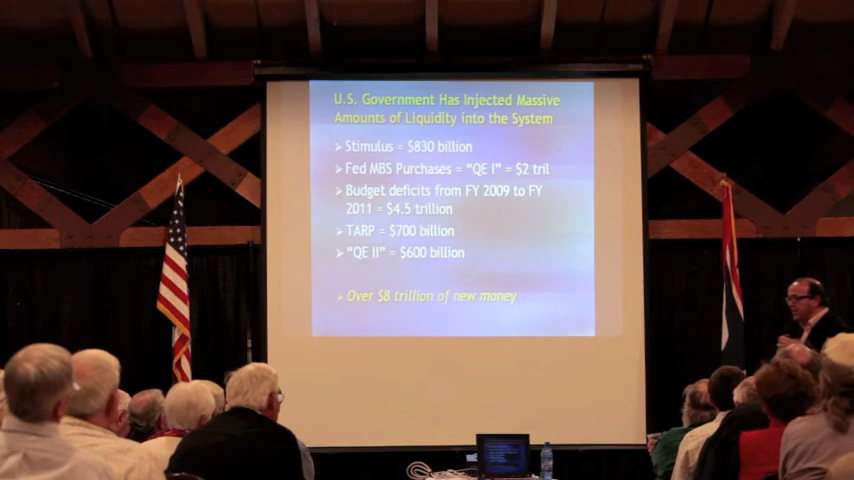 U.S. Government Has Injected Massive
Amounts of Liquidity into the System
➢ Stimulus = $830 billion
➢ Fed MBS Purchases = “QE I” = $2 tril
➢ Budget deficits from FY 2009 to FY
2011 = $4.5 trillion
➢ TARP = $700 billion
➢ “QE II” = $600 billion
➢ Over $8 trillion of new money